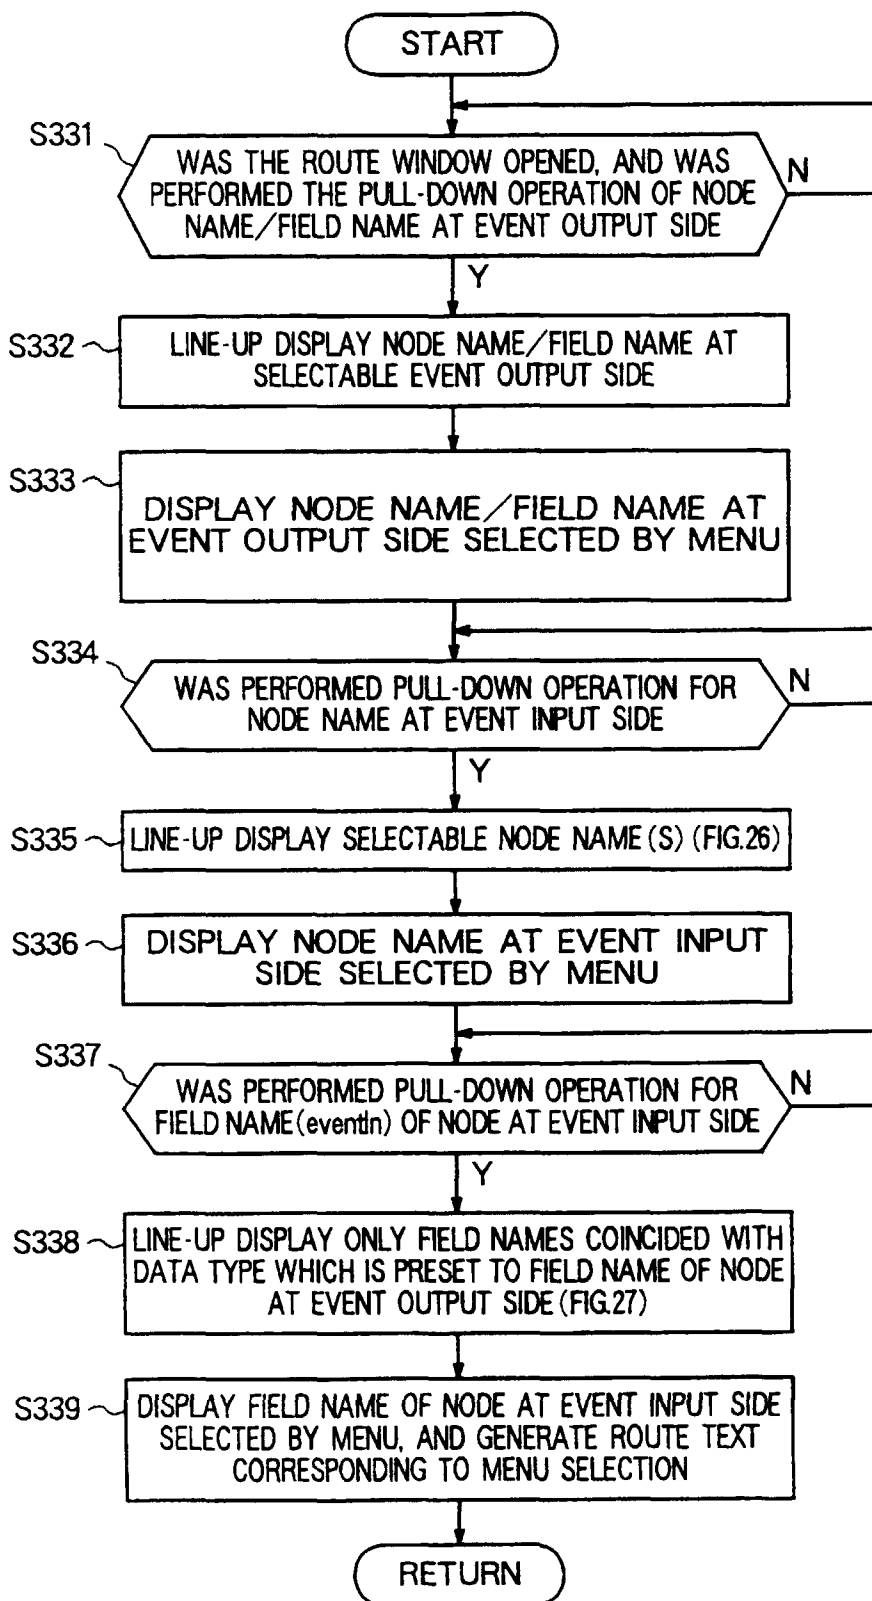 START
S331
WAS THE ROUTE WINDOW OPENED, AND WAS
PERFORMED THE PULL-DOWN OPERATION OF NODE
NAME/FIELD NAME AT EVENT OUTPUT SIDE
N
Y
S332
LINE-UP DISPLAY NODE NAME/FIELD NAME AT
SELECTABLE EVENT OUTPUT SIDE
S333
DISPLAY NODE NAME/FIELD NAME AT
EVENT OUTPUT SIDE SELECTED BY MENU
S334
WAS PERFORMED PULL-DOWN OPERATION FOR
NODE NAME AT EVENT INPUT SIDE
N
Y
S335
LINE-UP DISPLAY SELECTABLE NODE NAME(S) (FIG.26)
S336
DISPLAY NODE NAME AT EVENT INPUT
SIDE SELECTED BY MENU
S337
WAS PERFORMED PULL-DOWN OPERATION FOR
FIELD NAME(eventIn) OF NODE AT EVENT INPUT SIDE
N
Y
S338
LINE-UP DISPLAY ONLY FIELD NAMES COINCIDED WITH
DATA TYPE WHICH IS PRESET TO FIELD NAME OF NODE
AT EVENT OUTPUT SIDE(FIG.27)
S339
DISPLAY FIELD NAME OF NODE AT EVENT INPUT SIDE
SELECTED BY MENU, AND GENERATE ROUTE TEXT
CORRESPONDING TO MENU SELECTION
RETURN